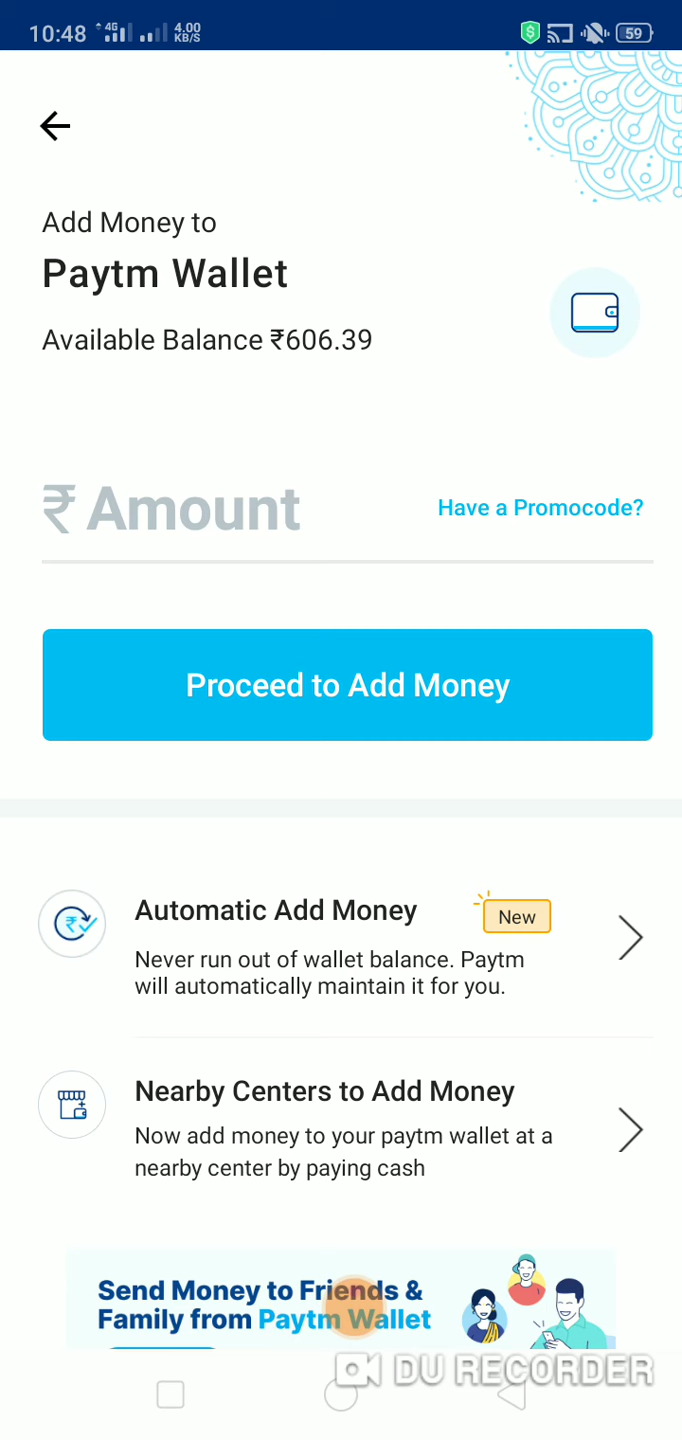 10:48 4G 4.00 KB/S 59
Add Money to
Paytm Wallet
Available Balance ₹606.39
₹ Amount Have a Promocode?
Proceed to Add Money
Automatic Add Money New
Never run out of wallet balance. Paytm
will automatically maintain it for you.
Nearby Centers to Add Money
Now add money to your paytm wallet at a
nearby center by paying cash
Send Money to Friends &
Family from Paytm Wallet
DU RECORDER